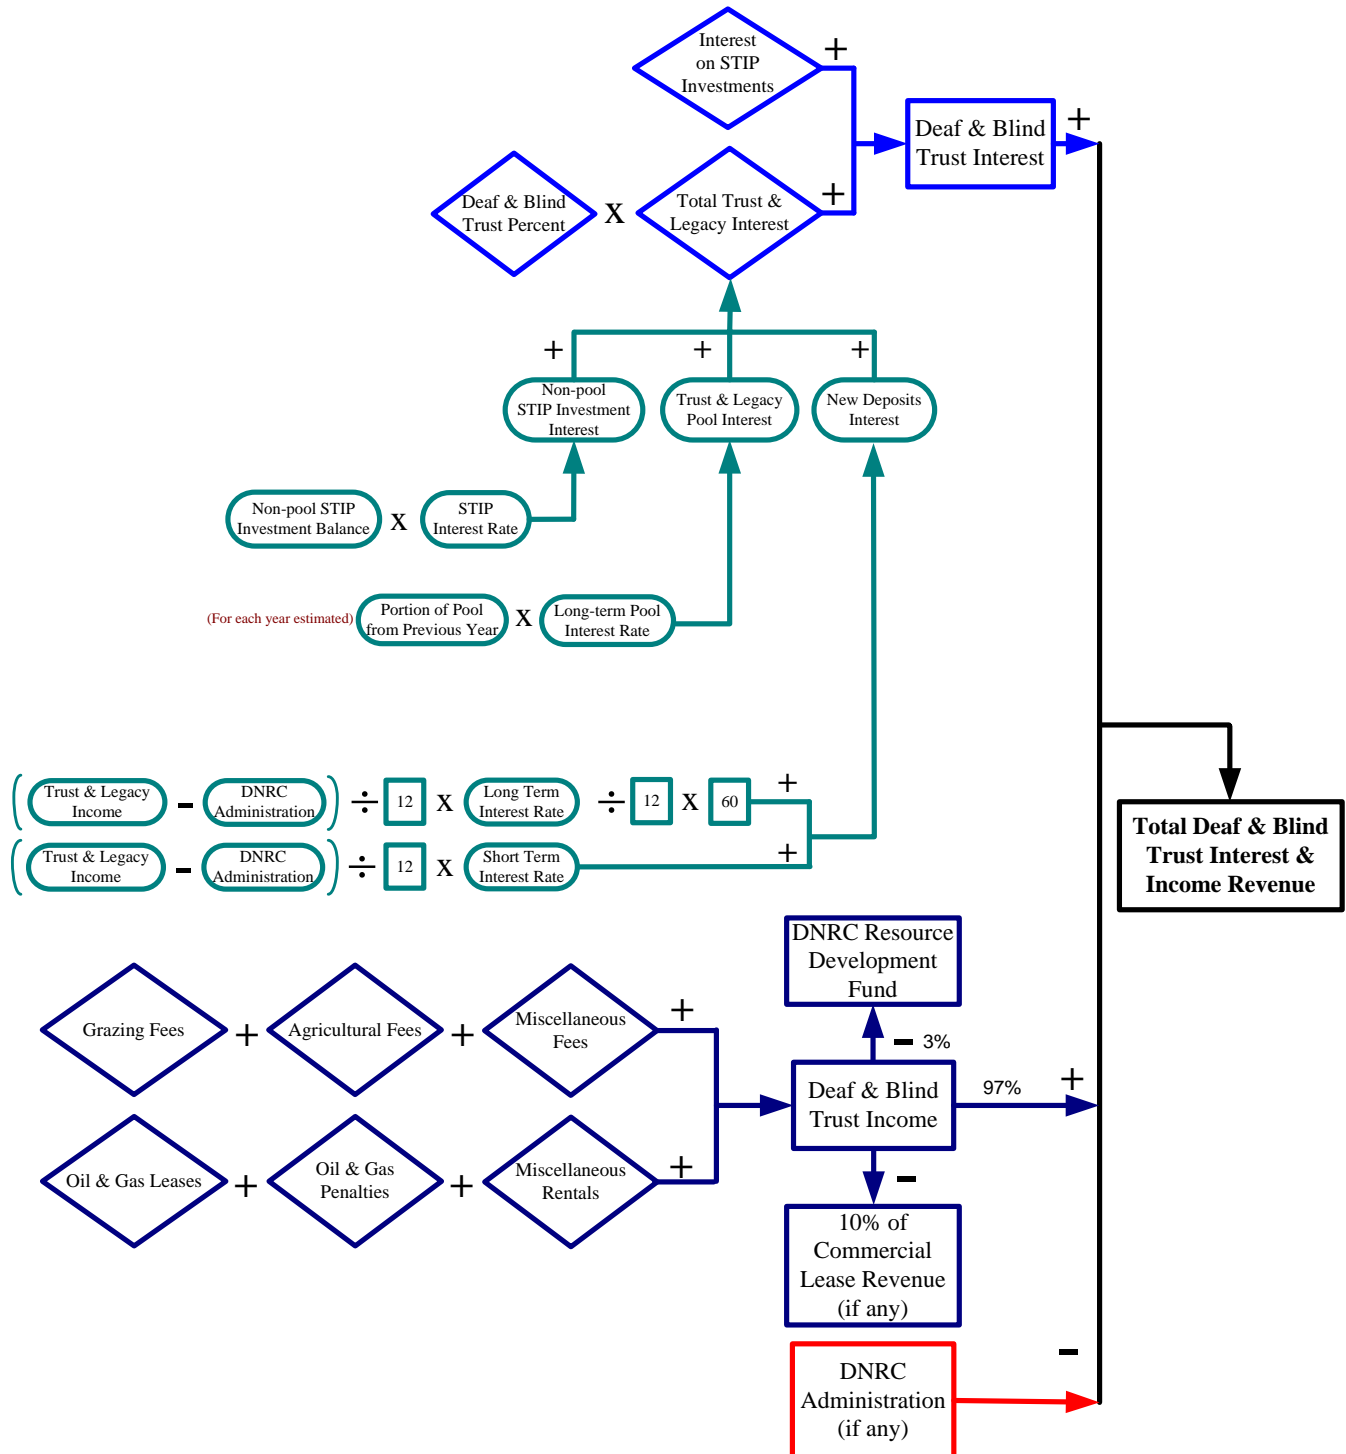 Interest
on STIP
Investments
+
Deaf & Blind
Trust Interest
+
Deaf & Blind
Trust Percent
X
Total Trust &
Legacy Interest
+
+
+
+
Non-pool
STIP Investment
Interest
Trust & Legacy
Pool Interest
New Deposits
Interest
Non-pool STIP
Investment Balance
X
STIP
Interest Rate
(For each year estimated)
Portion of Pool
from Previous Year
X
Long-term Pool
Interest Rate
(
Trust & Legacy
Income
-
DNRC
Administration
)
÷
12
X
Long Term
Interest Rate
÷
12
X
60
+
(
Trust & Legacy
Income
-
DNRC
Administration
)
÷
12
X
Short Term
Interest Rate
+
Total Deaf & Blind
Trust Interest &
Income Revenue
DNRC Resource
Development
Fund
- 3%
Grazing Fees
+
Agricultural Fees
+
Miscellaneous
Fees
+
Deaf & Blind
Trust Income
97%
+
Oil & Gas Leases
+
Oil & Gas
Penalties
+
Miscellaneous
Rentals
+
-
10% of
Commercial
Lease Revenue
(if any)
DNRC
Administration
(if any)
-